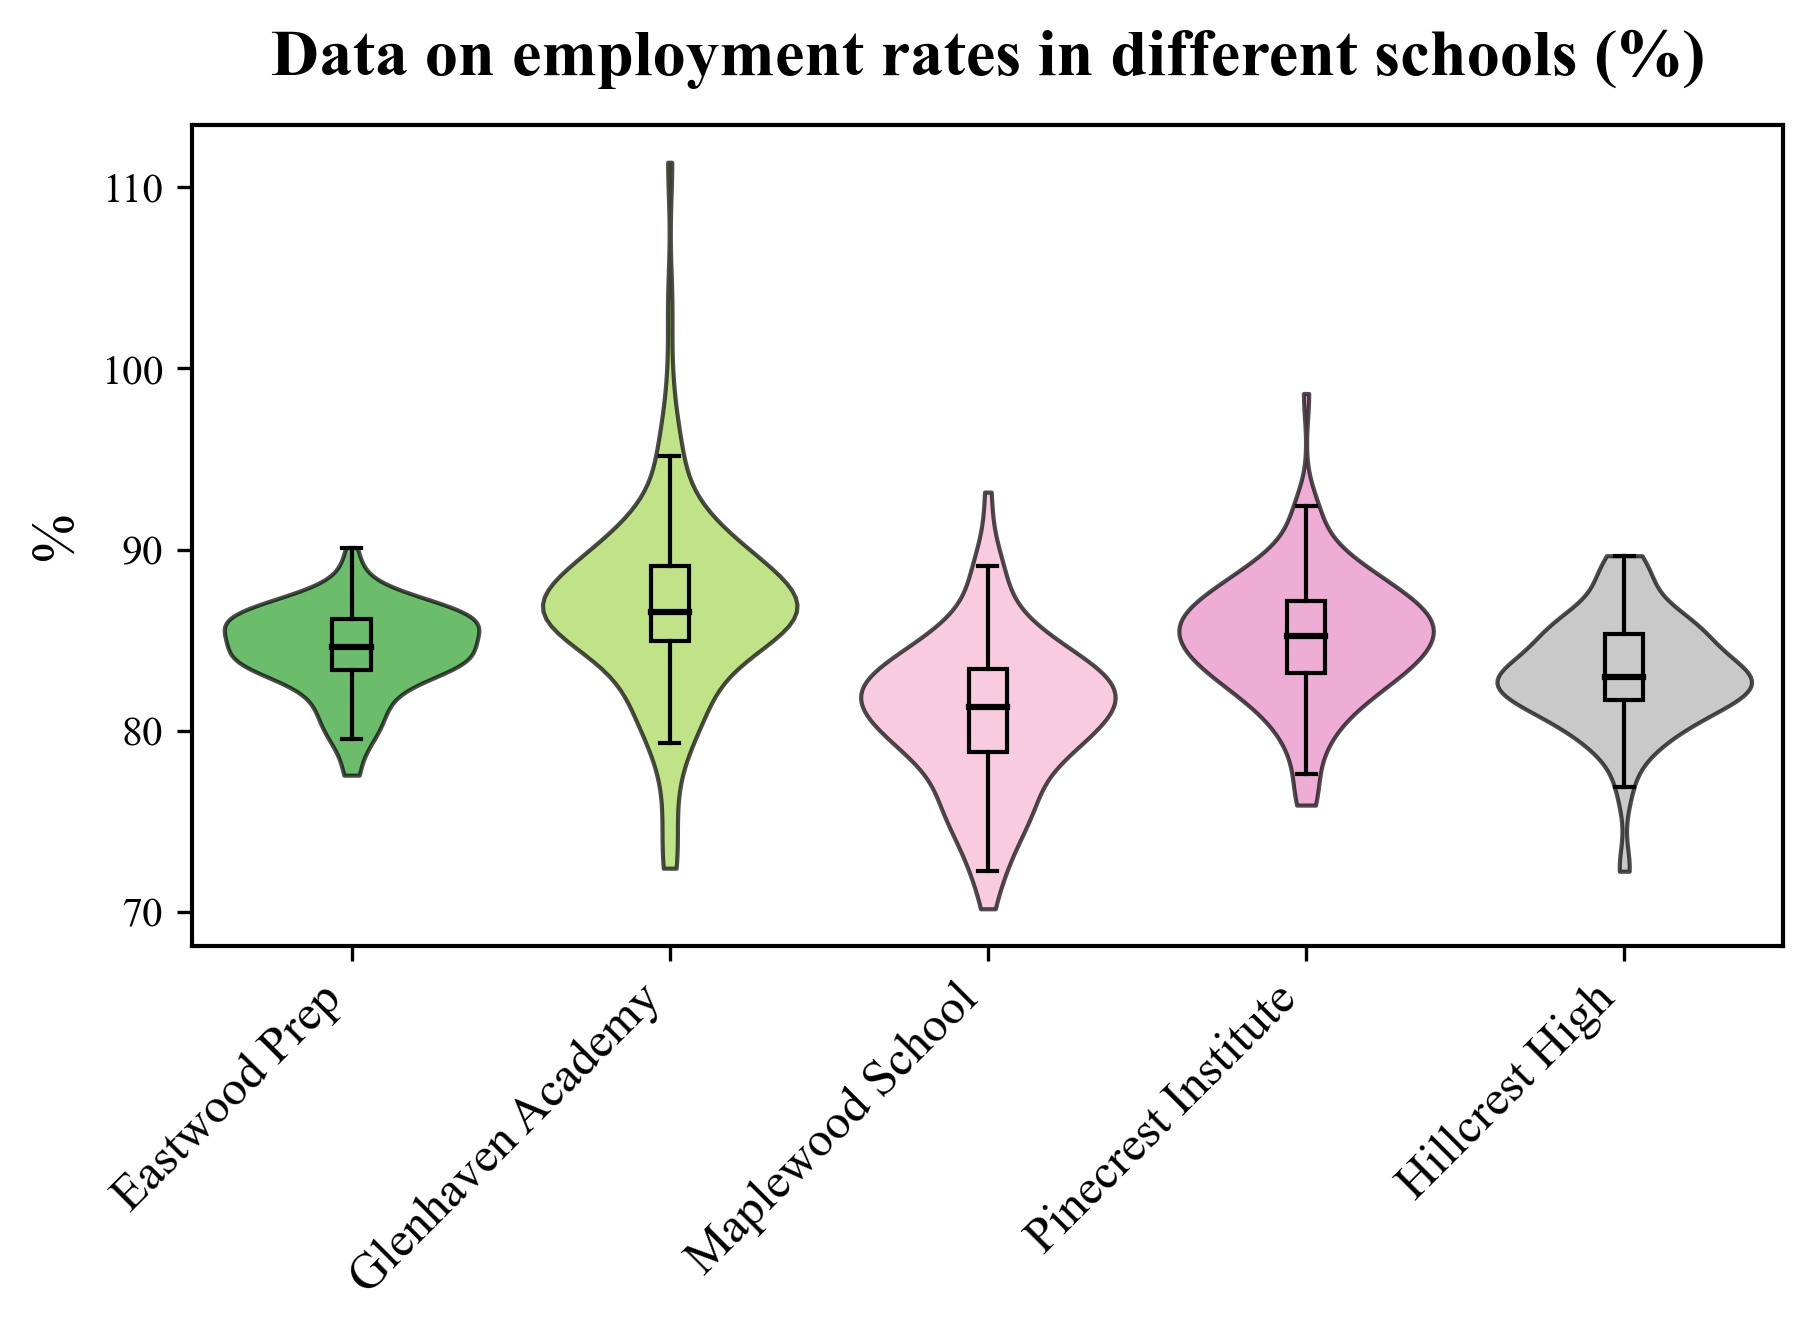 Data on employment rates in different schools (%)
110
100
90
80
70
%
Eastwood Prep
Glenhaven Academy
Maplewood School
Pinecrest Institute
Hillcrest High